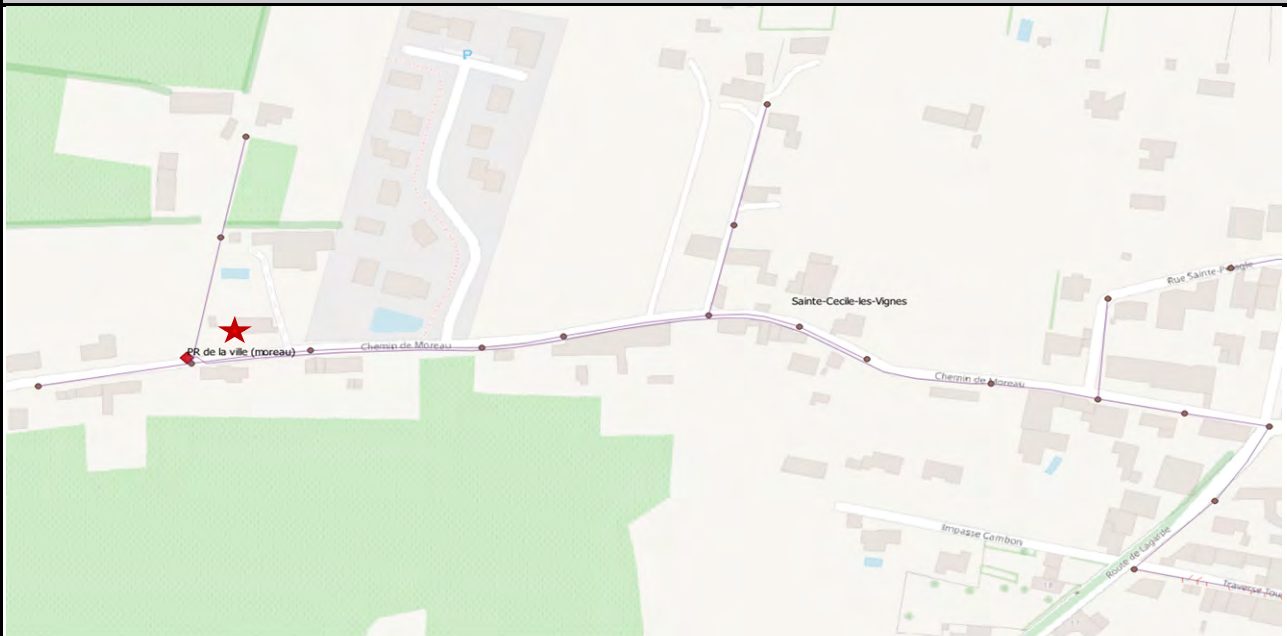 P
Rue Sainte-
Sainte-Cecile-les-Vignes
Chemin de Moreau
PR de la ville (moreau)
Chemin de Moreau
Impasse Cambon
Route de Lagarde
Traverse